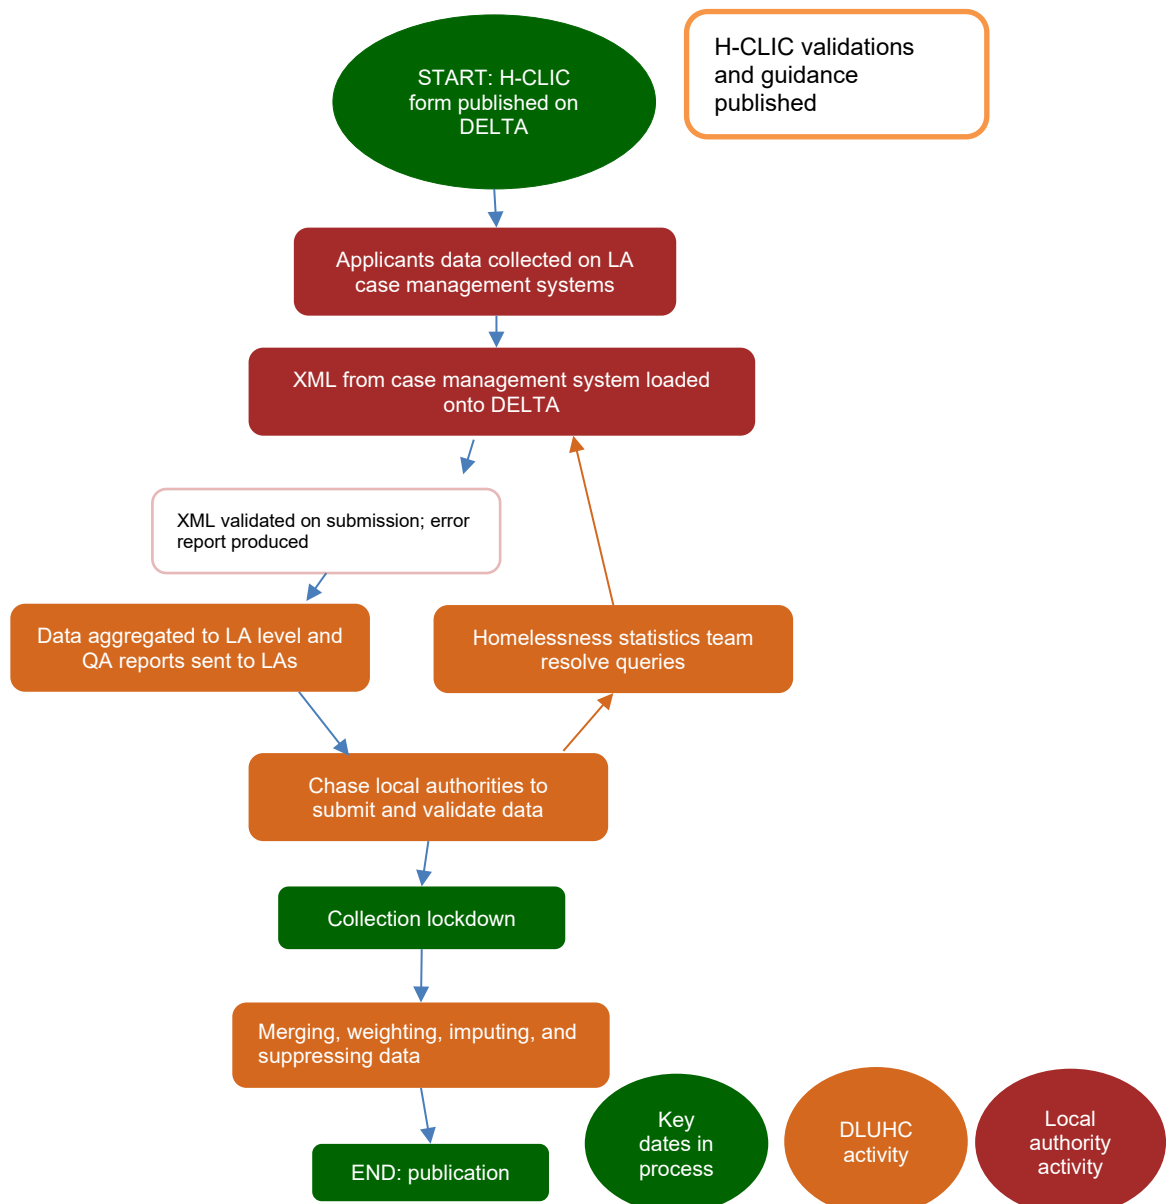 START: H-CLIC
form published on
DELTA
H-CLIC validations
and guidance
published
Applicants data collected on LA
case management systems
XML from case management system loaded
onto DELTA
XML validated on submission; error
report produced
Data aggregated to LA level and
QA reports sent to LAs
Homelessness statistics team
resolve queries
Chase local authorities to
submit and validate data
Collection lockdown
Merging, weighting, imputing, and
suppressing data
END: publication
Key
dates in
process
DLUHC
activity
Local
authority
activity